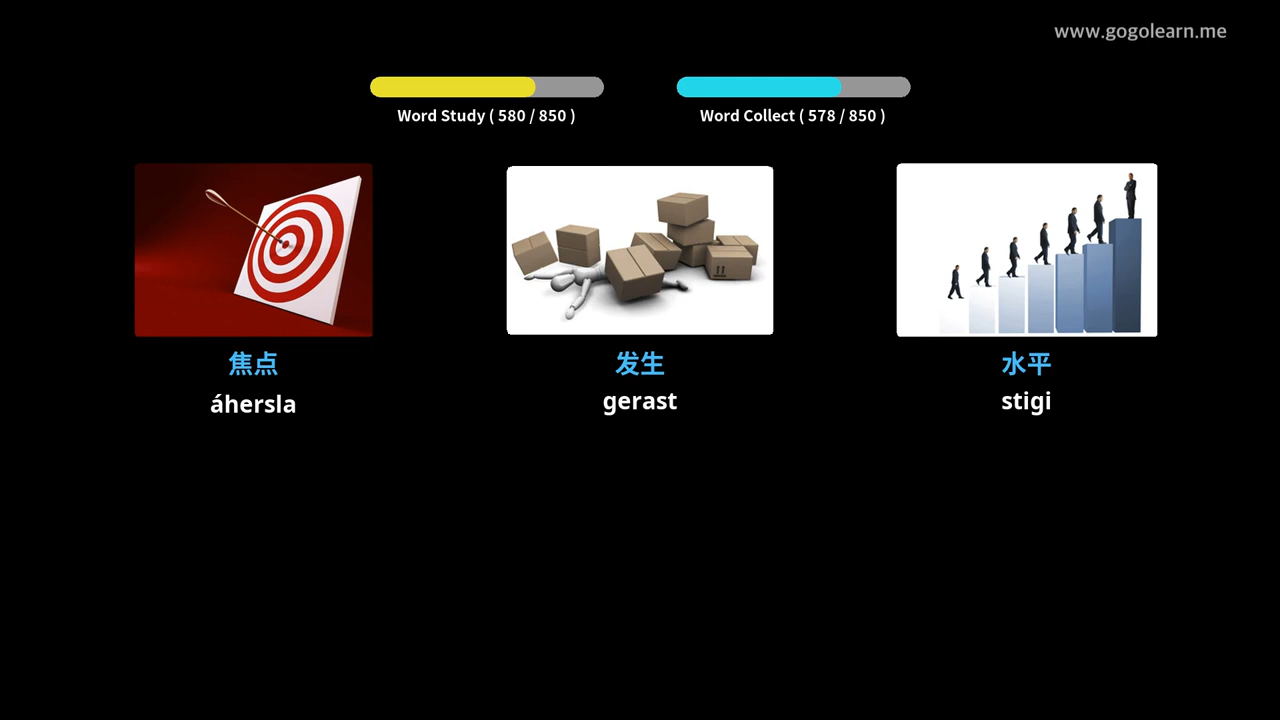 www.gogolearn.me
Word Study ( 580 / 850 )
Word Collect ( 578 / 850 )
焦点
发生
水平
áhersla
gerast
stigi